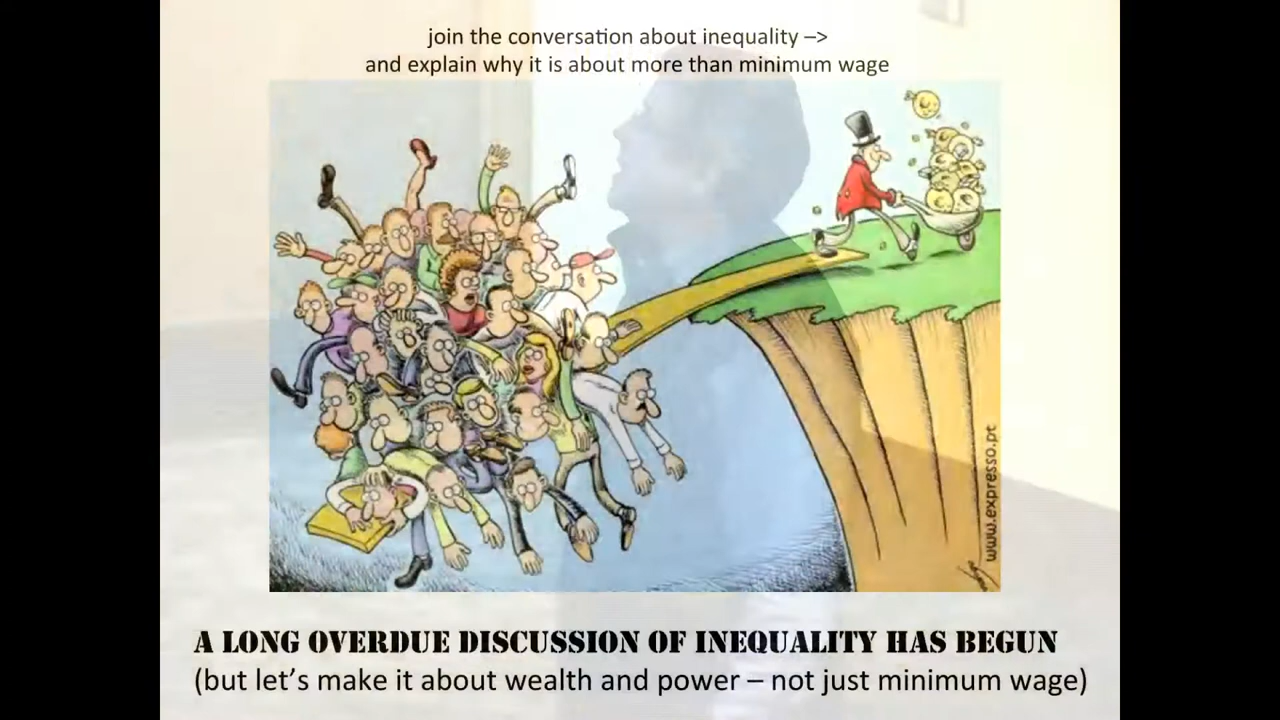 join the conversation about inequality –>
and explain why it is about more than minimum wage
www.expresso.pt
A LONG OVERDUE DISCUSSION OF INEQUALITY HAS BEGUN
(but let's make it about wealth and power – not just minimum wage)